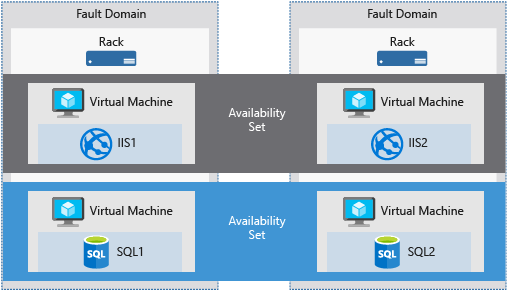 Fault Domain
Fault Domain
Rack
Rack
Virtual Machine
IIS1
Availability
Set
Virtual Machine
IIS2
Virtual Machine
SQL
SQL1
Availability
Set
Virtual Machine
SQL
SQL2